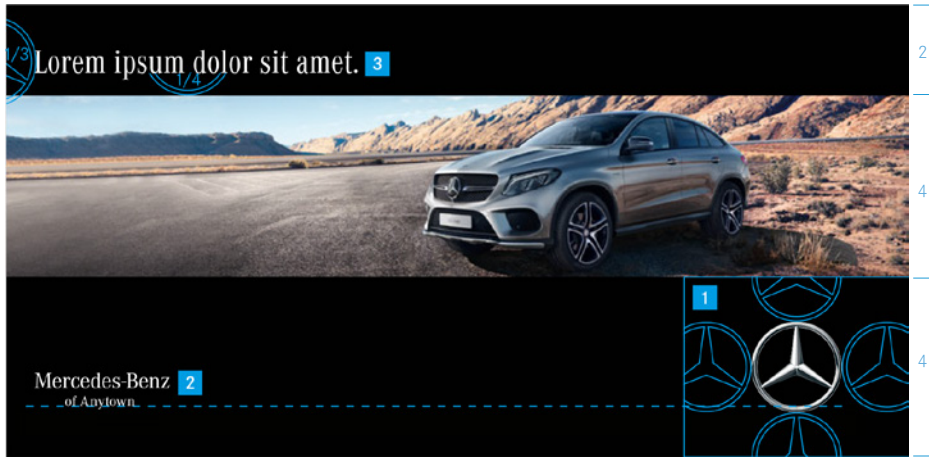 2
1/3
Lorem ipsum dolor sit amet. 3
1/4
4
1
4
Mercedes-Benz 2
of Anytown